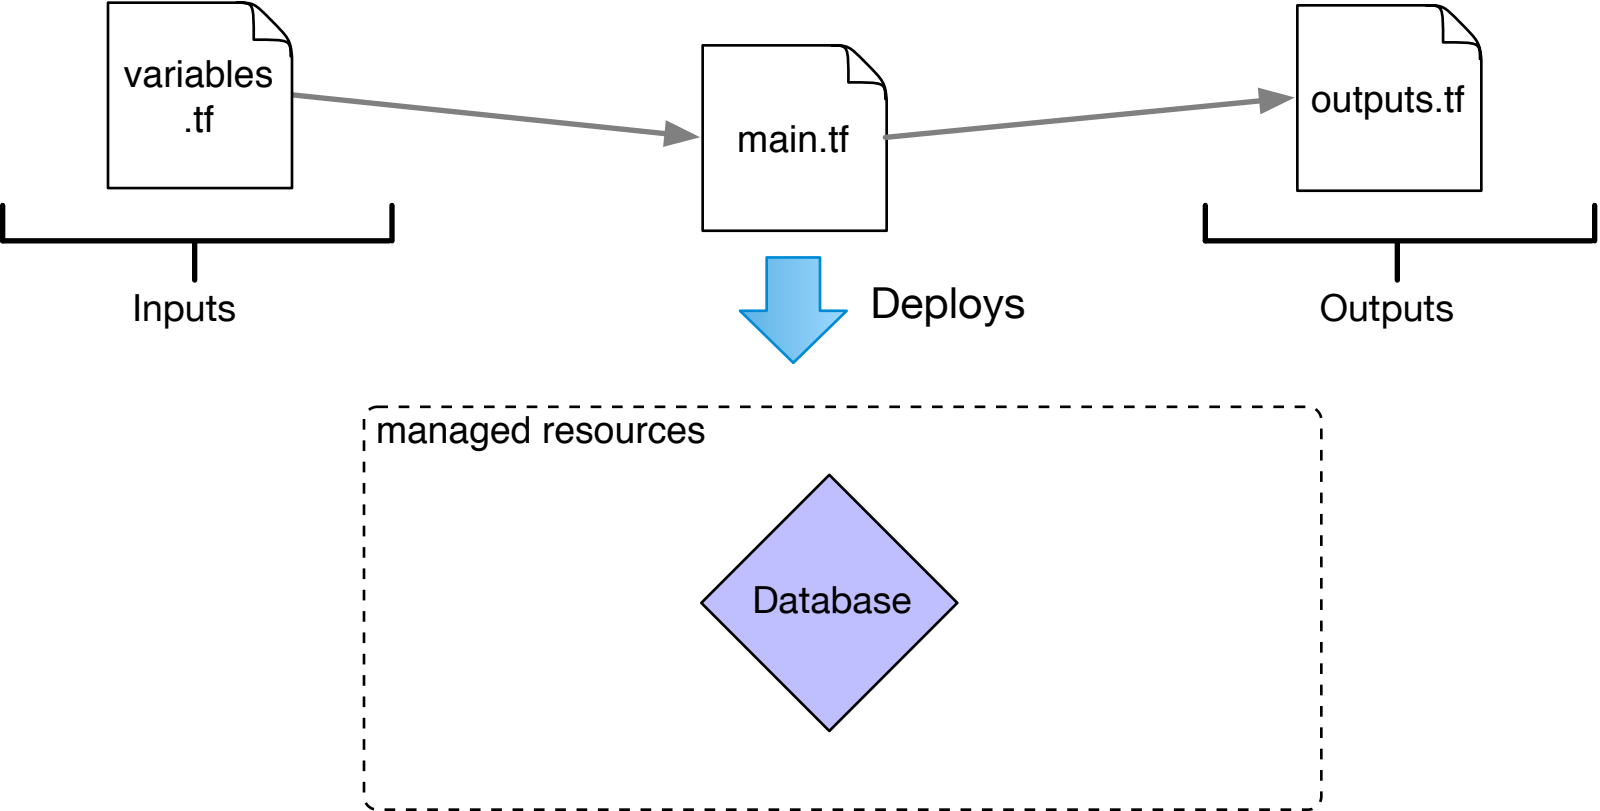 variables
.tf
main.tf
outputs.tf
Inputs
Deploys
Outputs
managed resources
Database